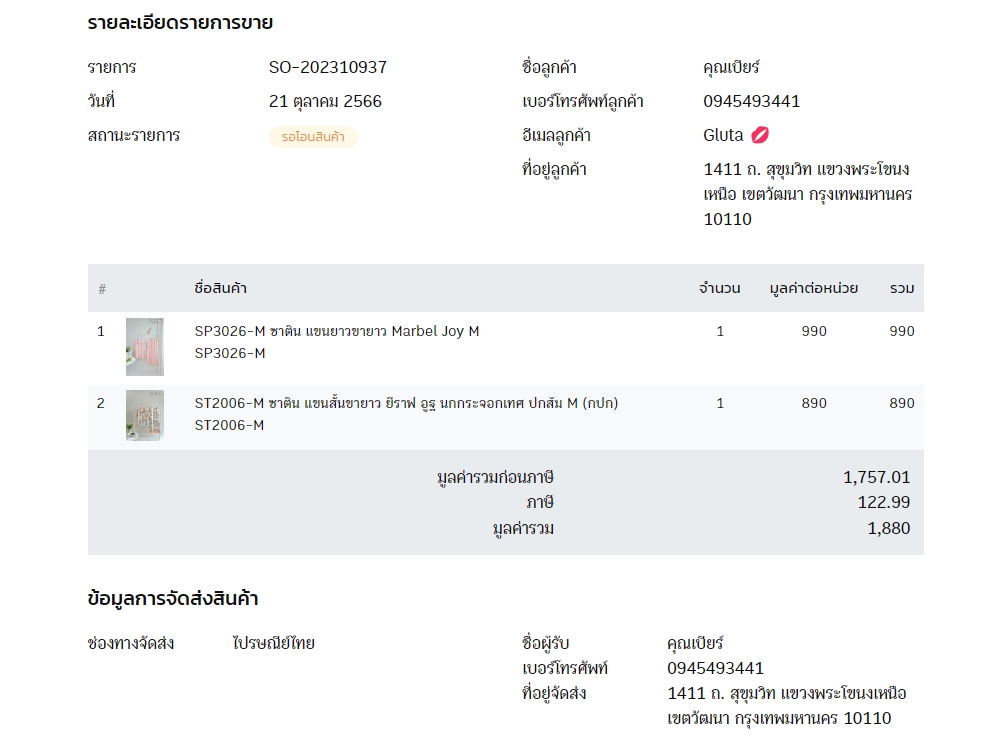 รายละเอียดรายการขาย
รายการ SO-202310937
วันที่ 21 ตุลาคม 2566
สถานะรายการ รอโอนสินค้า
ชื่อลูกค้า คุณเบียร์
เบอร์โทรศัพท์ลูกค้า 0945493441
อีเมลลูกค้า Gluta 💋
ที่อยู่ลูกค้า 1411 ถ. สุขุมวิท แขวงพระโขนง
เหนือ เขตวัฒนา กรุงเทพมหานคร
10110
# ชื่อสินค้า จำนวน มูลค่าต่อหน่วย รวม
1 SP3026-M ซาติน แขนยาวขายาว Marbel Joy M 1 990 990
SP3026-M
2 ST2006-M ซาติน แขนสั้นขายาว ยีราฟ อูฐ นกกระจอกเทศ ปกส้ม M (กปก) 1 890 890
ST2006-M
มูลค่ารวมก่อนภาษี 1,757.01
ภาษี 122.99
มูลค่ารวม 1,880
ข้อมูลการจัดส่งสินค้า
ช่องทางจัดส่ง ไปรษณีย์ไทย
ชื่อผู้รับ คุณเบียร์
เบอร์โทรศัพท์ 0945493441
ที่อยู่จัดส่ง 1411 ถ. สุขุมวิท แขวงพระโขนงเหนือ
เขตวัฒนา กรุงเทพมหานคร 10110